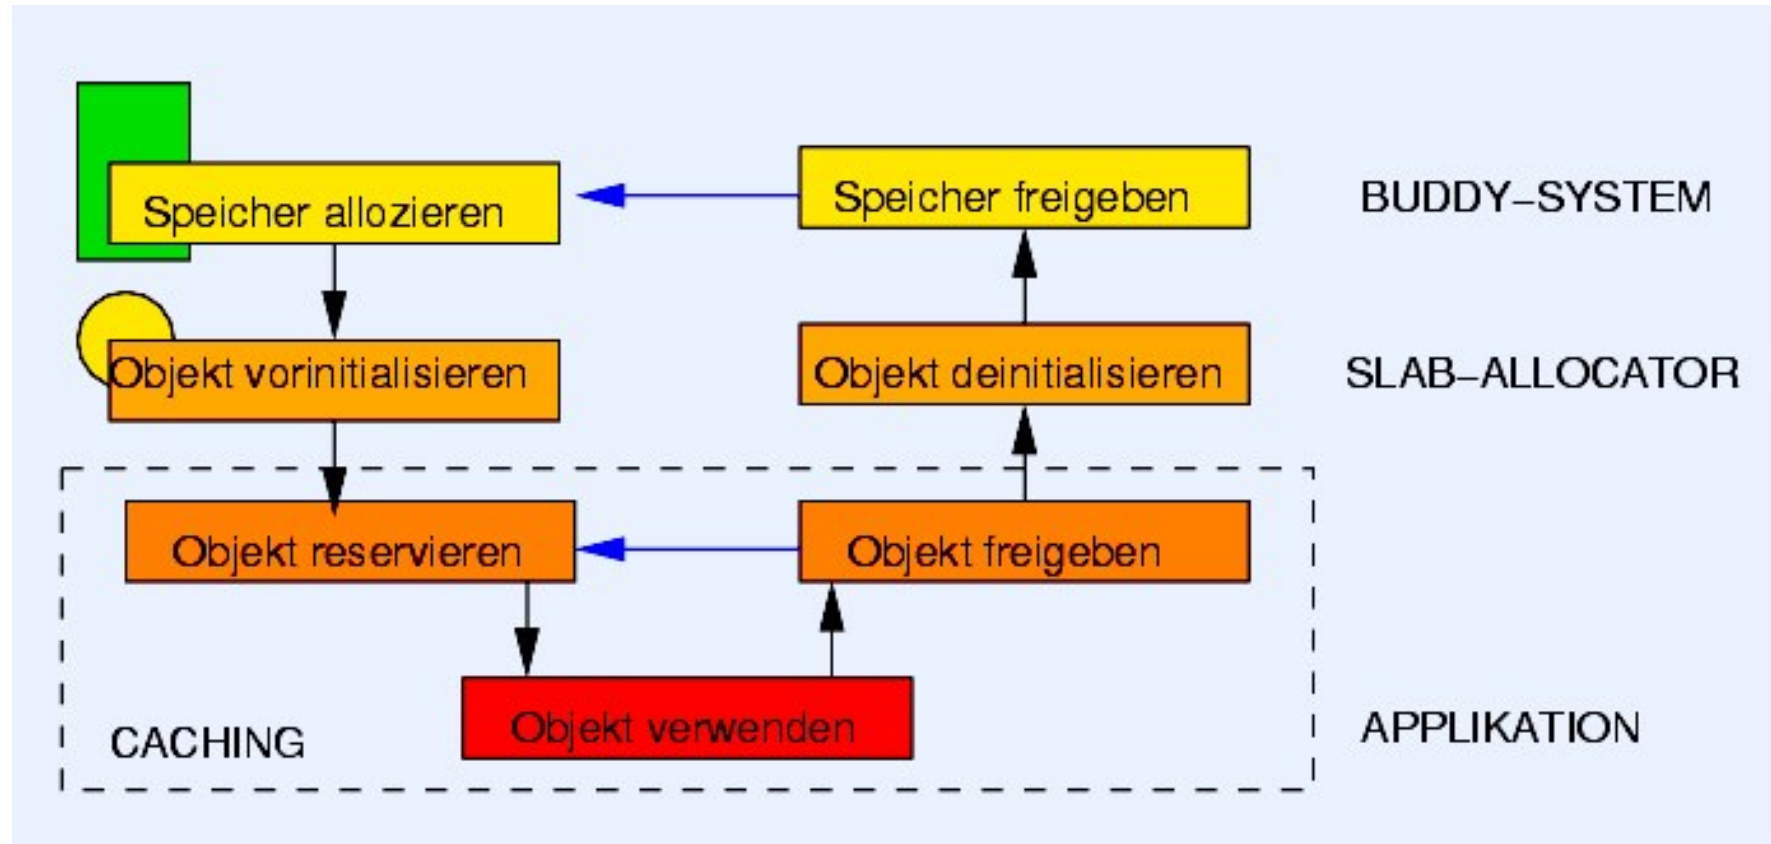 Speicher allozieren
Speicher freigeben
BUDDY–SYSTEM
Objekt vorinitialisieren
Objekt deinitialisieren
SLAB–ALLOCATOR
Objekt reservieren
Objekt freigeben
Objekt verwenden
CACHING
APPLIKATION